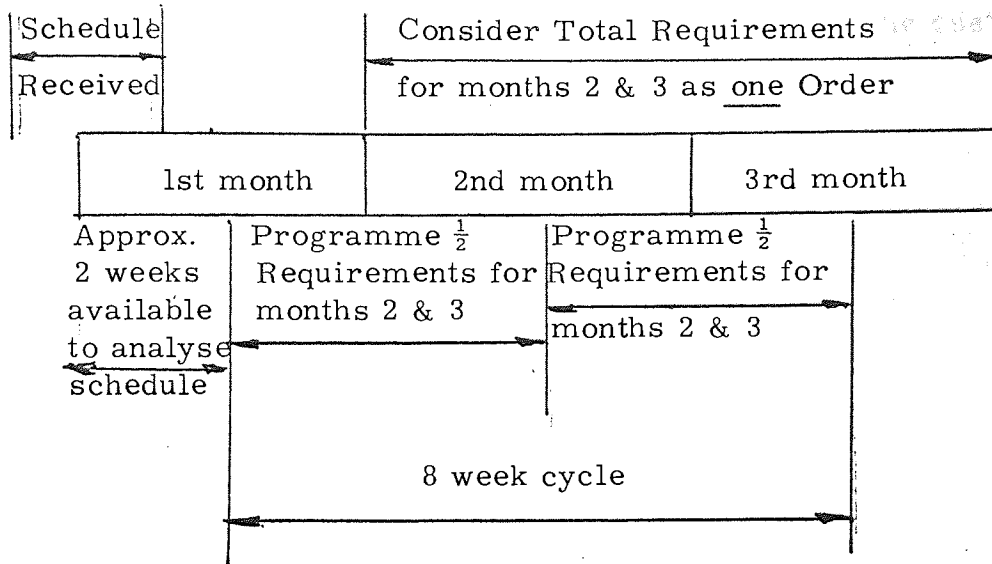 Schedule
Received
Consider Total Requirements
for months 2 & 3 as one Order
1st month
2nd month
3rd month
Approx.
2 weeks
available
to analyse
schedule
Programme ½
Requirements for
months 2 & 3
Programme ½
Requirements for
months 2 & 3
8 week cycle